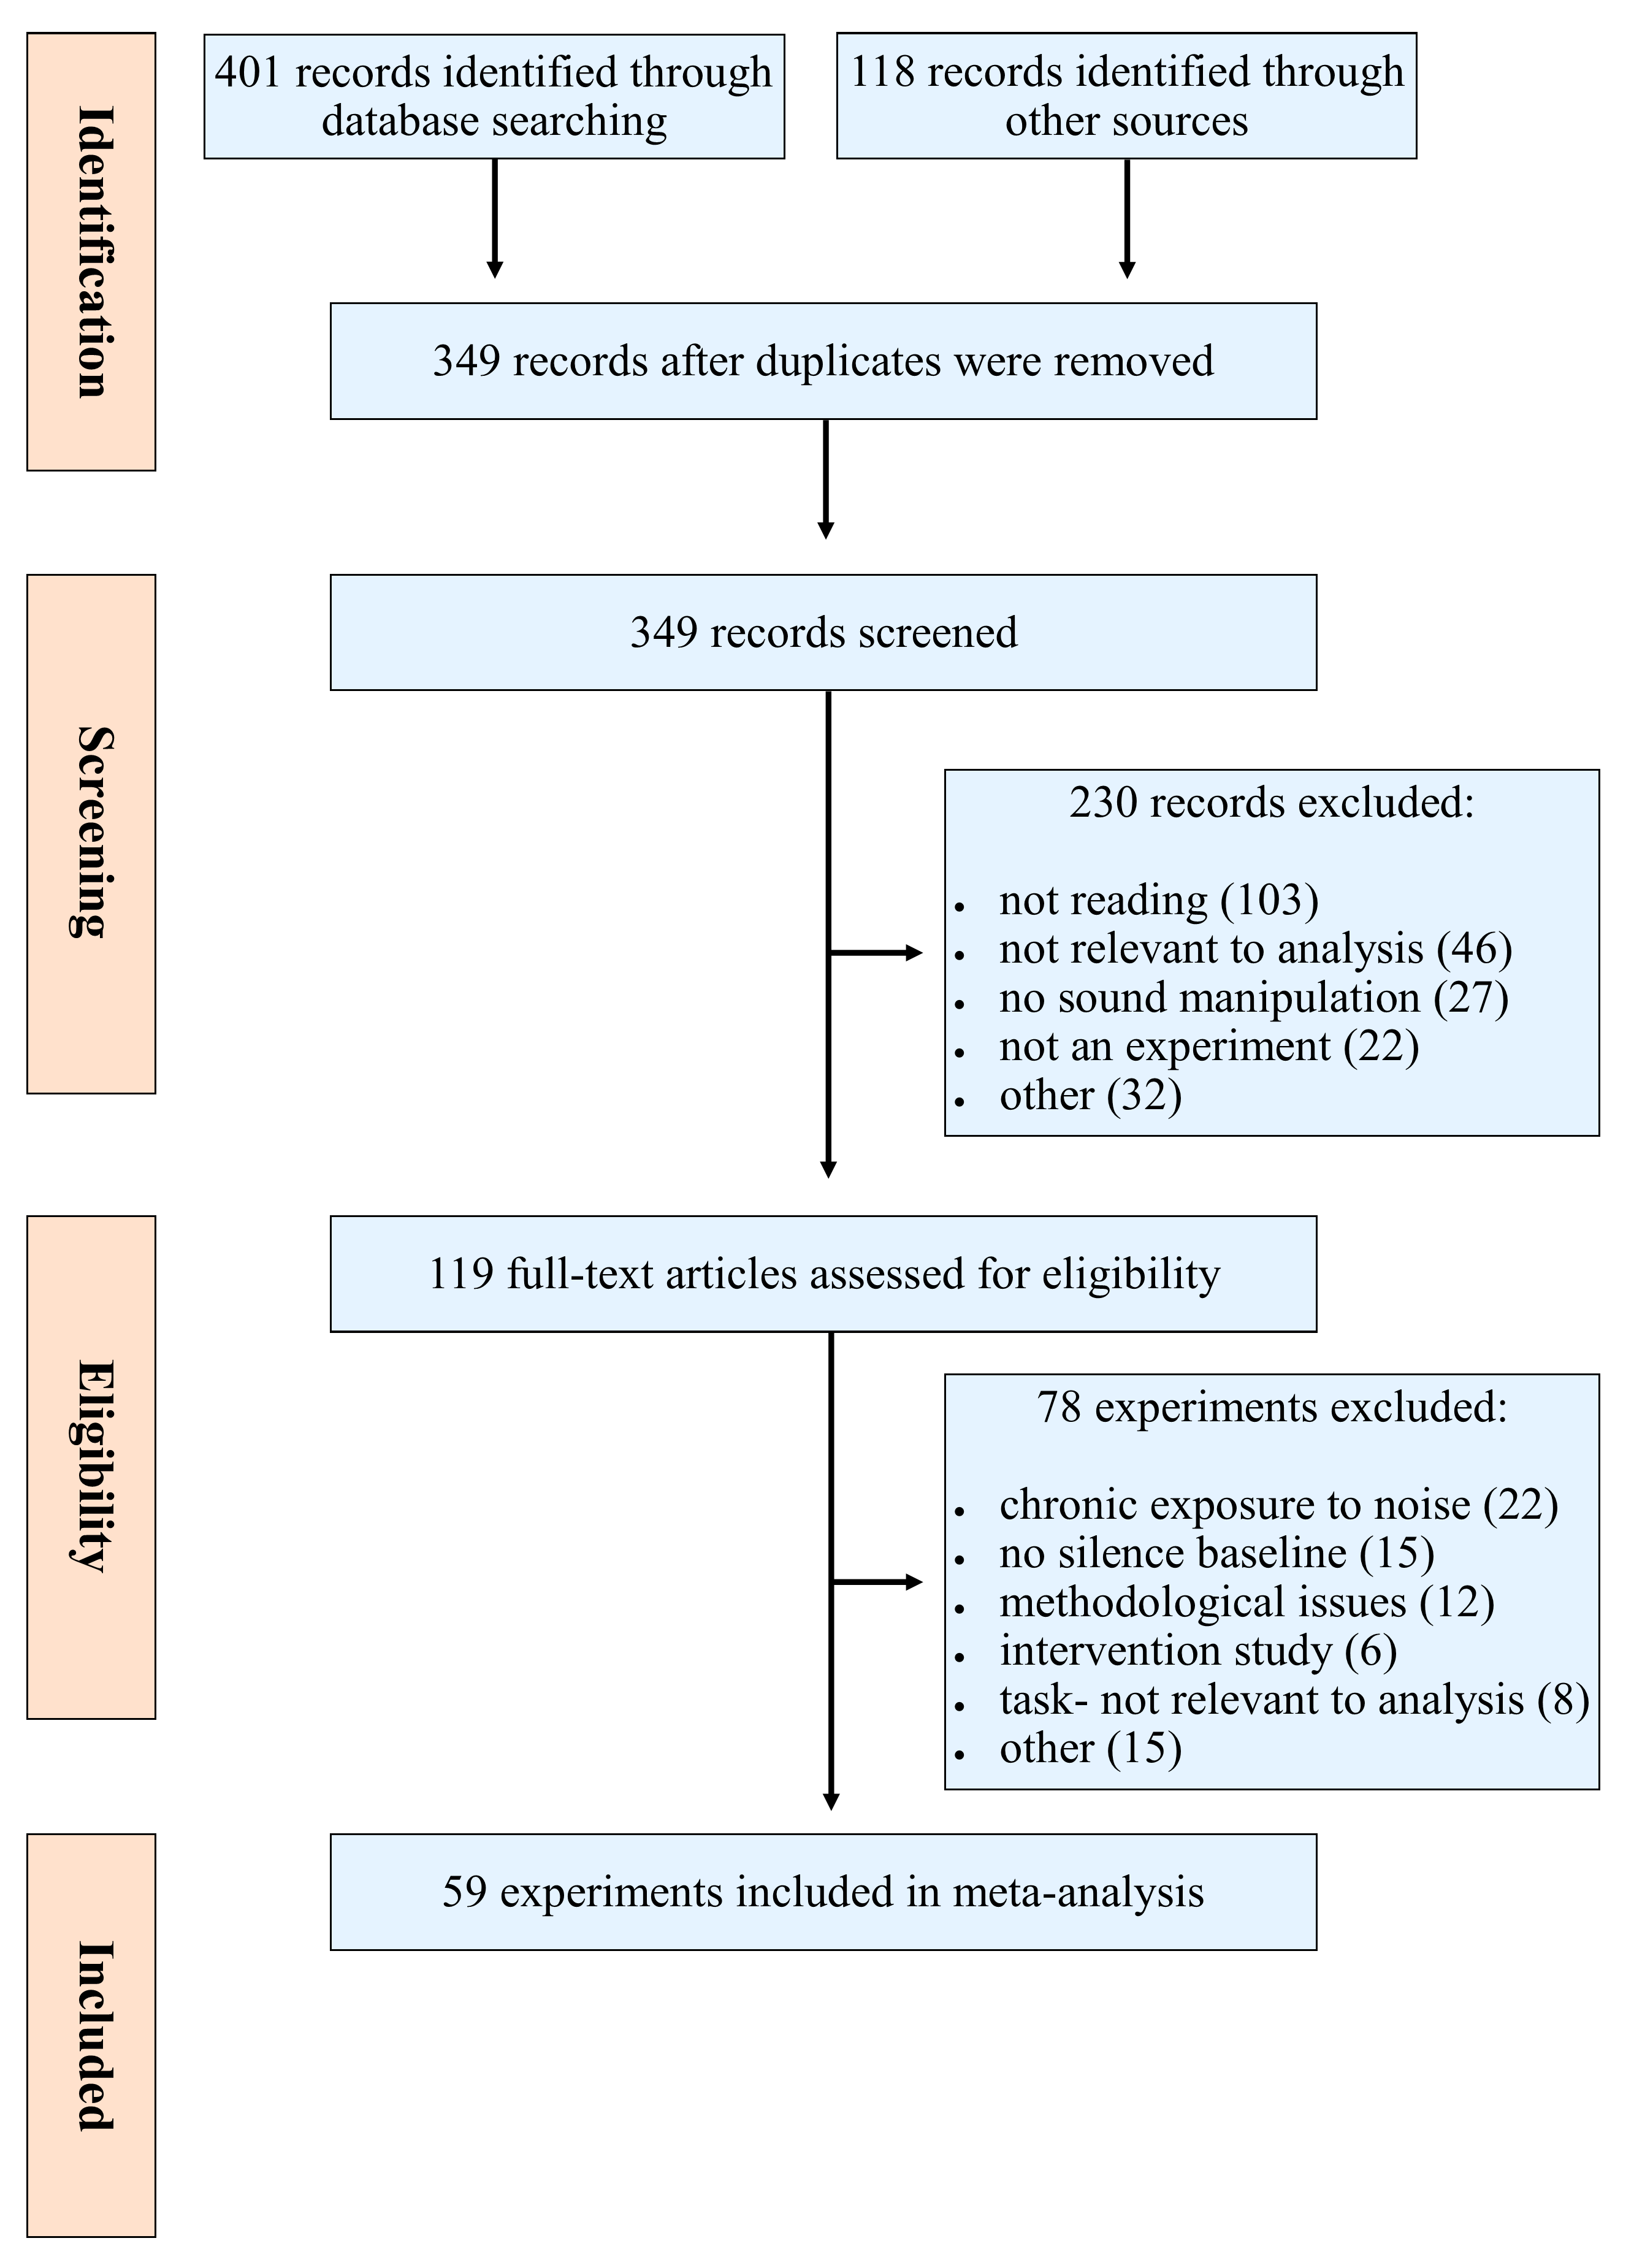 Identification
401 records identified through
database searching
118 records identified through
other sources
349 records after duplicates were removed
Screening
349 records screened
230 records excluded:
• not reading (103)
• not relevant to analysis (46)
• no sound manipulation (27)
• not an experiment (22)
• other (32)
Eligibility
119 full-text articles assessed for eligibility
78 experiments excluded:
• chronic exposure to noise (22)
• no silence baseline (15)
• methodological issues (12)
• intervention study (6)
• task- not relevant to analysis (8)
• other (15)
Included
59 experiments included in meta-analysis